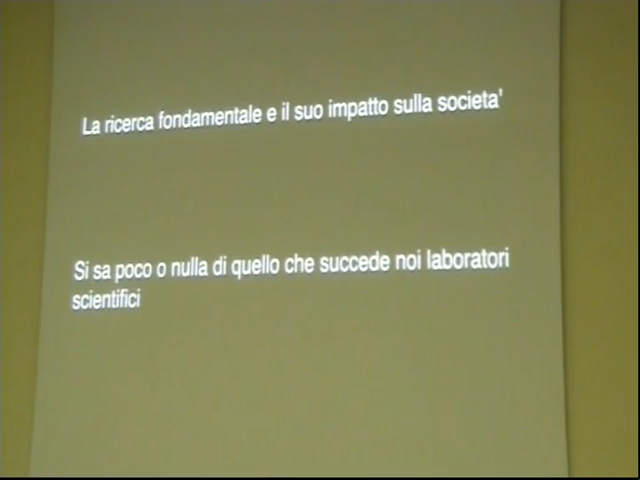 La ricerca fondamentale e il suo impatto sulla societa'
Si sa poco o nulla di quello che succede noi laboratori
scientifici